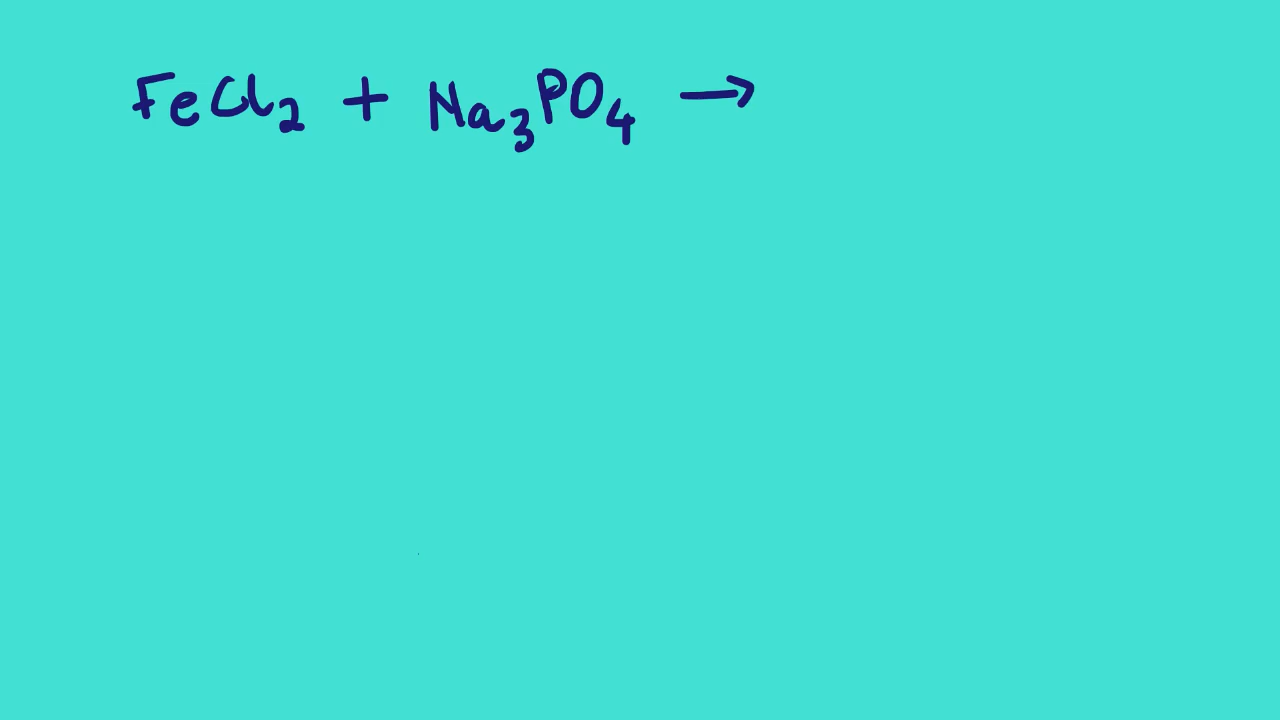 FeCl₂ + Na₃PO₄ →